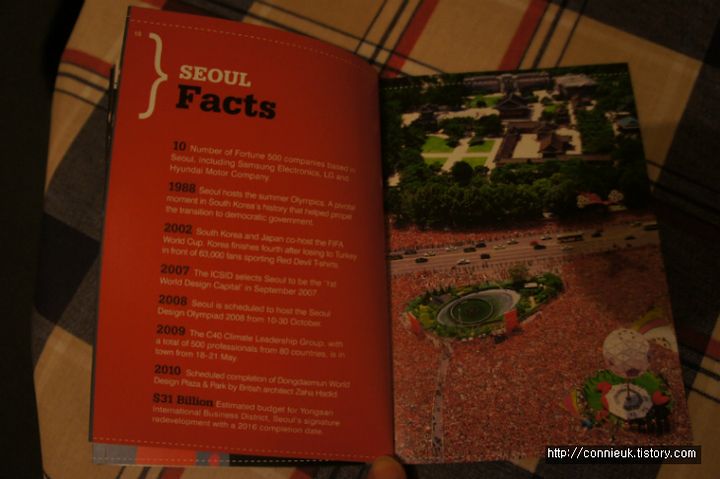 18
SEOUL
Facts
10 Number of Fortune 500 companies based in
Seoul, including Samsung Electronics, LG and
Hyundai Motor Company
1988 Seoul hosts the summer Olympics. A pivotal
moment in South Korea's history that helped propel
the transition to democratic government.
2002 South Korea and Japan co-host the FIFA
World Cup. Korea finishes fourth after losing to Turkey
in front of 63,000 fans sporting Red Devil T-shirts
2007 The ICSID selects Seoul to be the '1st
World Design Capital' in September 2007
2008 Seoul is scheduled to host the Seoul
Design Olympiad 2008 from 10-30 October.
2009 The C40 Climate Leadership Group, with
a total of 500 professionals from 80 countries, is in
town from 18-21 May.
2010 Scheduled completion of Dongdaemun World
Design Plaza & Park by British architect Zaha Hadid
$31 Billion Estimated budget for Yongsan
International Business District, Seoul's signature
redevelopment with a 2016 completion date.
http://connieuk.tistory.com